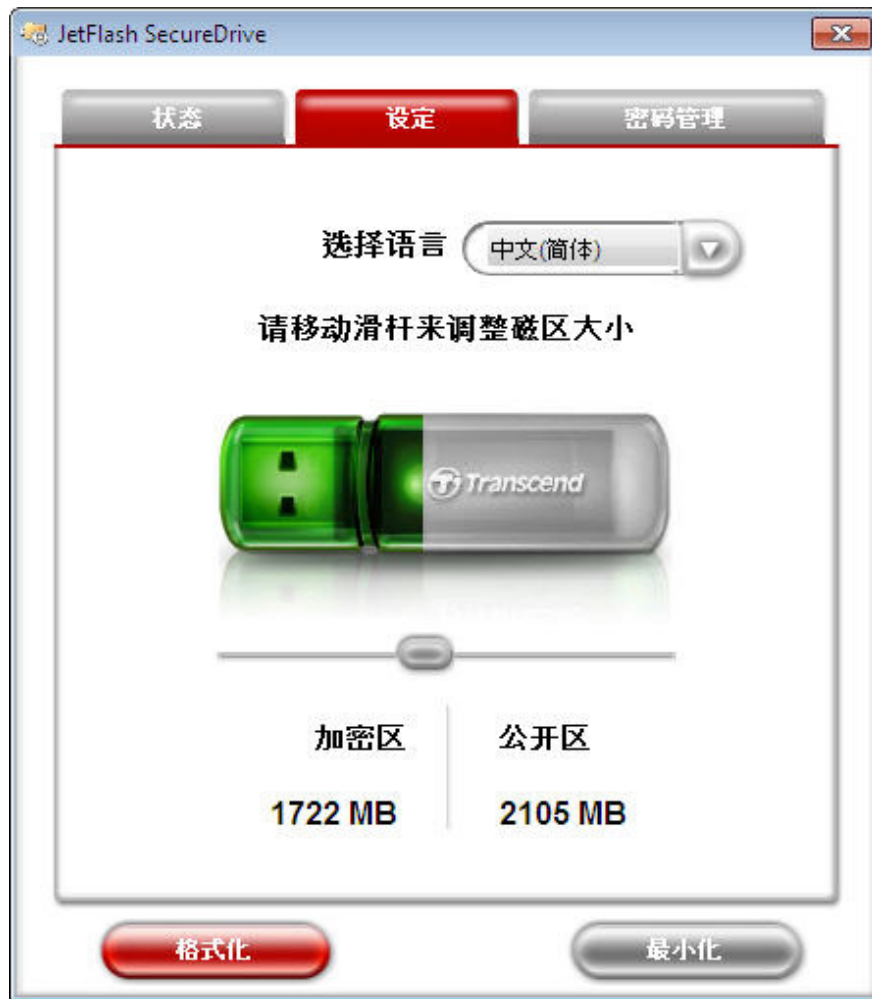 JetFlash SecureDrive
状态 设定 密码管理
选择语言 中文(简体)
请移动滑杆来调整磁区大小
Transcend
加密区 公开区
1722 MB 2105 MB
格式化 最小化